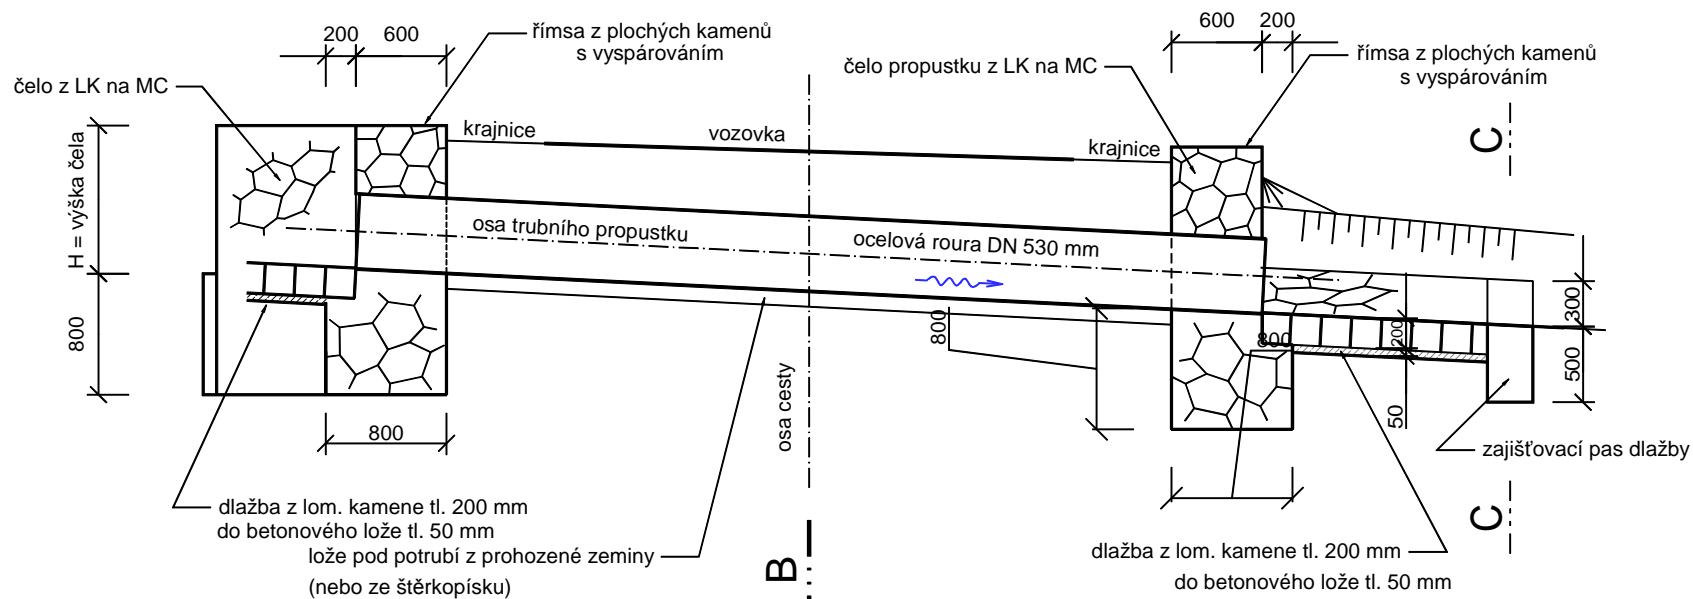 200
600
římsa z plochých kamenů
s vyspárováním
čelo z LK na MC
600
200
čelo propustku z LK na MC
římsa z plochých kamenů
s vyspárováním
krajnice
vozovka
krajnice
C
H = výška čela
osa trubního propustku
ocelová roura DN 530 mm
800
800
800
200
300
500
50
800
osa cesty
zajišťovací pas dlažby
dlažba z lom. kamene tl. 200 mm
do betonového lože tl. 50 mm
lože pod potrubí z prohozené zeminy
(nebo ze štěrkopísku)
B
C
dlažba z lom. kamene tl. 200 mm
do betonového lože tl. 50 mm